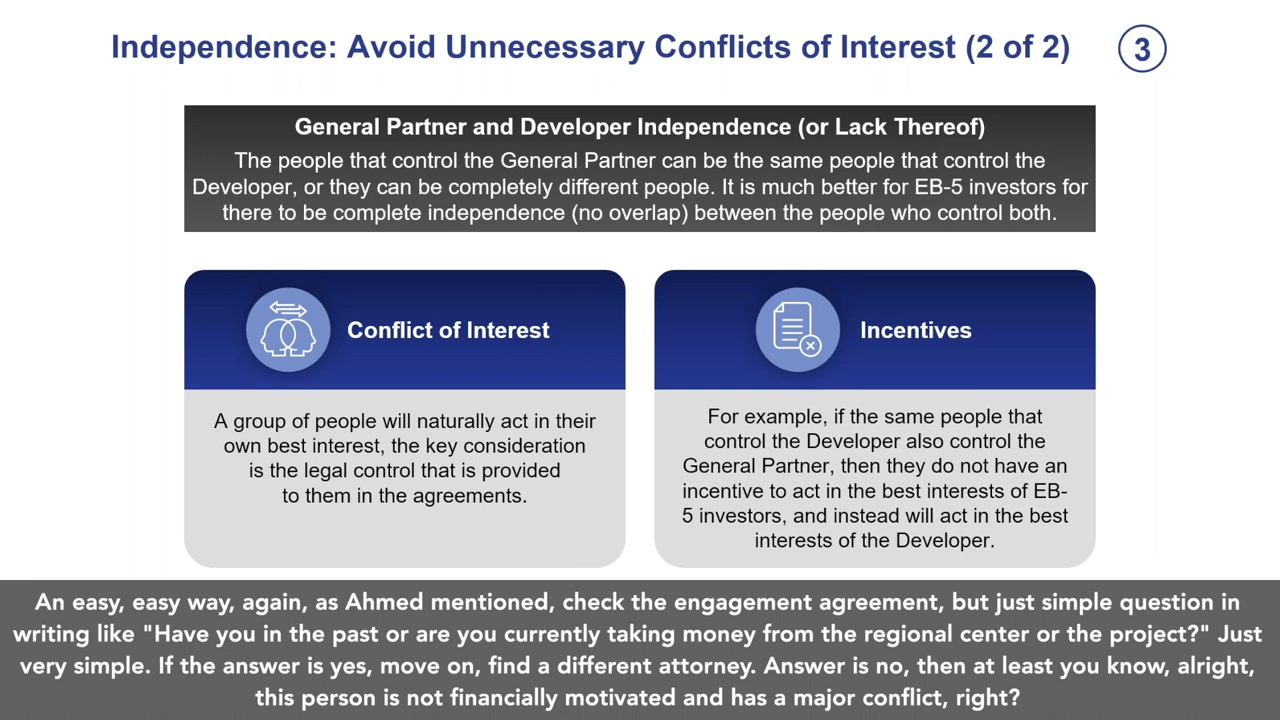 Independence: Avoid Unnecessary Conflicts of Interest (2 of 2)
3
General Partner and Developer Independence (or Lack Thereof)
The people that control the General Partner can be the same people that control the
Developer, or they can be completely different people. It is much better for EB-5 investors for
there to be complete independence (no overlap) between the people who control both.
Conflict of Interest
A group of people will naturally act in their
own best interest, the key consideration
is the legal control that is provided
to them in the agreements.
Incentives
For example, if the same people that
control the Developer also control the
General Partner, then they do not have an
incentive to act in the best interests of EB-
5 investors, and instead will act in the best
interests of the Developer.
An easy, easy way, again, as Ahmed mentioned, check the engagement agreement, but just simple question in
writing like "Have you in the past or are you currently taking money from the regional center or the project?" Just
very simple. If the answer is yes, move on, find a different attorney. Answer is no, then at least you know, alright,
this person is not financially motivated and has a major conflict, right?